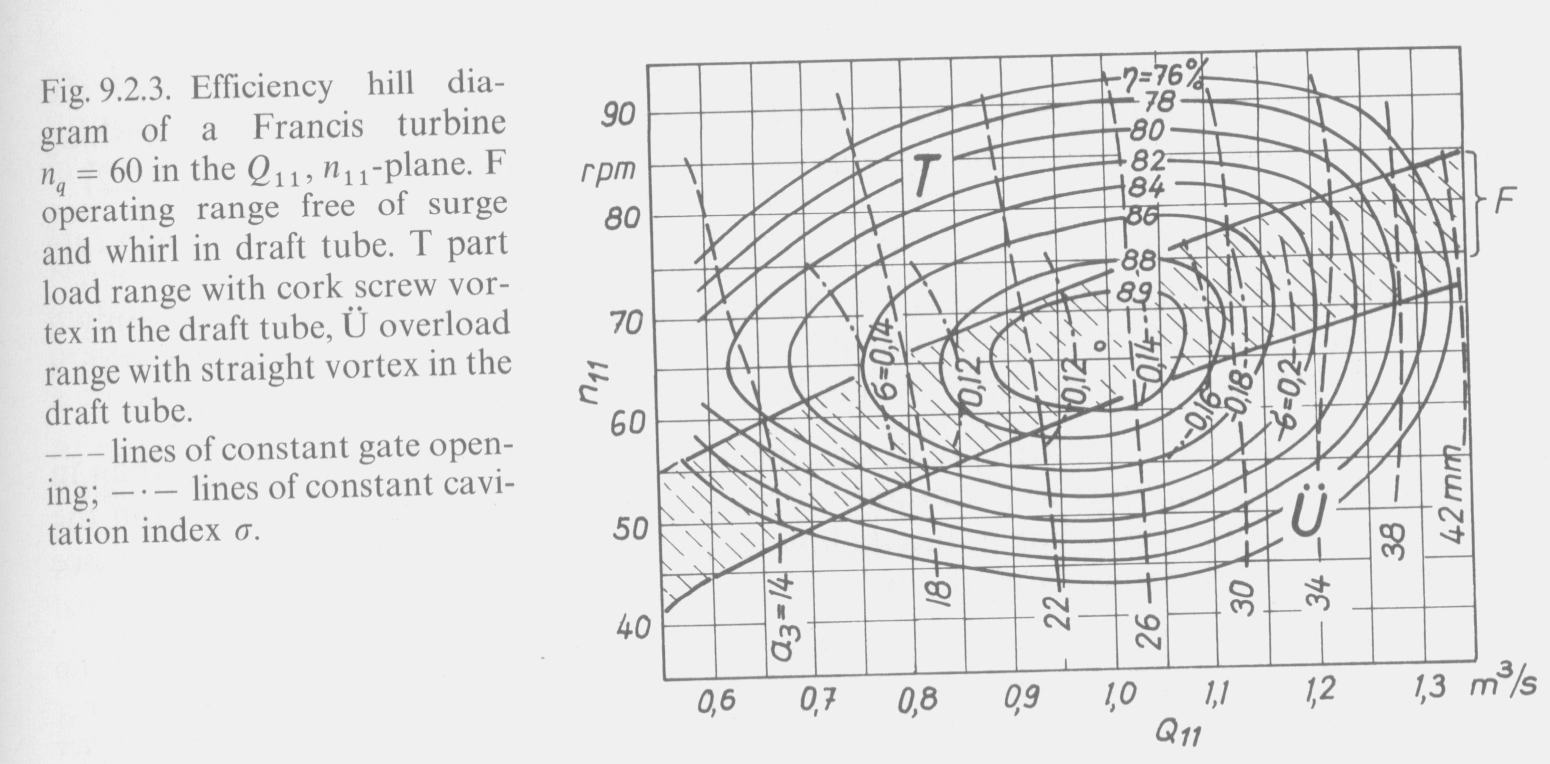 Fig. 9.2.3. Efficiency hill dia-
gram of a Francis turbine
n_q = 60 in the Q₁₁, n₁₁-plane. F
operating range free of surge
and whirl in draft tube. T part
load range with cork screw vor-
tex in the draft tube, Ü overload
range with straight vortex in the
draft tube.
--- lines of constant gate open-
ing; —·— lines of constant cavi-
tation index σ.
η=76%
78
80
82
84
86
88
89
T
F
Ü
90
rpm
80
70
n₁₁
60
50
40
σ=0,14
0,12
0,12
0,14
0,16
0,18
σ=0,2
a₃=14
18
22
26
30
34
38
42mm
0,6
0,7
0,8
0,9
1,0
1,1
1,2
1,3
m³/s
Q₁₁